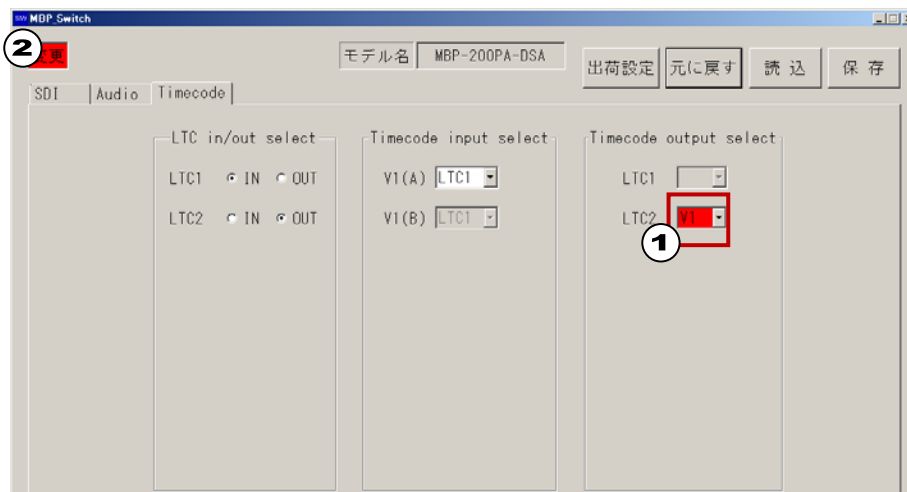 MBP_Switch
② 変更
モデル名 MBP-200PA-DSA
出荷設定 元に戻す 読 込 保 存
SDI Audio Timecode
LTC in/out select Timecode input select Timecode output select
LTC1 IN OUT V1(A) LTC1 LTC1
LTC2 IN OUT V1(B) LTC1 LTC2 V1
①